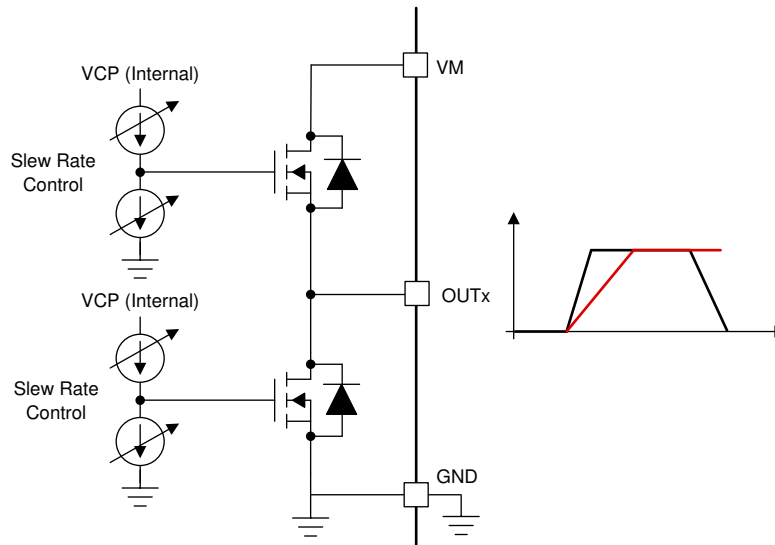 VCP (Internal)
VM
Slew Rate
Control
VCP (Internal)
OUTx
Slew Rate
Control
GND